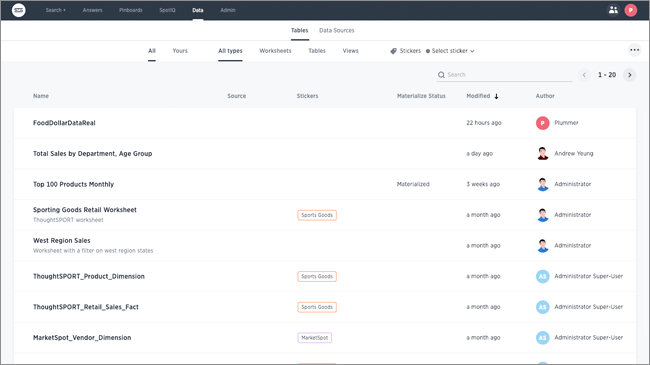 Search +
Answers
Pinboards
SpotIQ
Data
Admin
P
Tables
Data Sources
All
Yours
All types
Worksheets
Tables
Views
Stickers
Select sticker
Search
1 - 20
Name
Source
Stickers
Materialize Status
Modified
Author
FoodDollarDataReal
22 hours ago
P
Plummer
Total Sales by Department, Age Group
a day ago
Andrew Yeung
Top 100 Products Monthly
Materialized
3 weeks ago
Administrator
Sporting Goods Retail Worksheet
ThoughtSPORT worksheet
Sports Goods
a month ago
Administrator
West Region Sales
Worksheet with a filter on west region states
a month ago
Administrator
ThoughtSPORT_Product_Dimension
Sports Goods
a month ago
AS
Administrator Super-User
ThoughtSPORT_Retail_Sales_Fact
Sports Goods
a month ago
AS
Administrator Super-User
MarketSpot_Vendor_Dimension
MarketSpot
a month ago
AS
Administrator Super-User